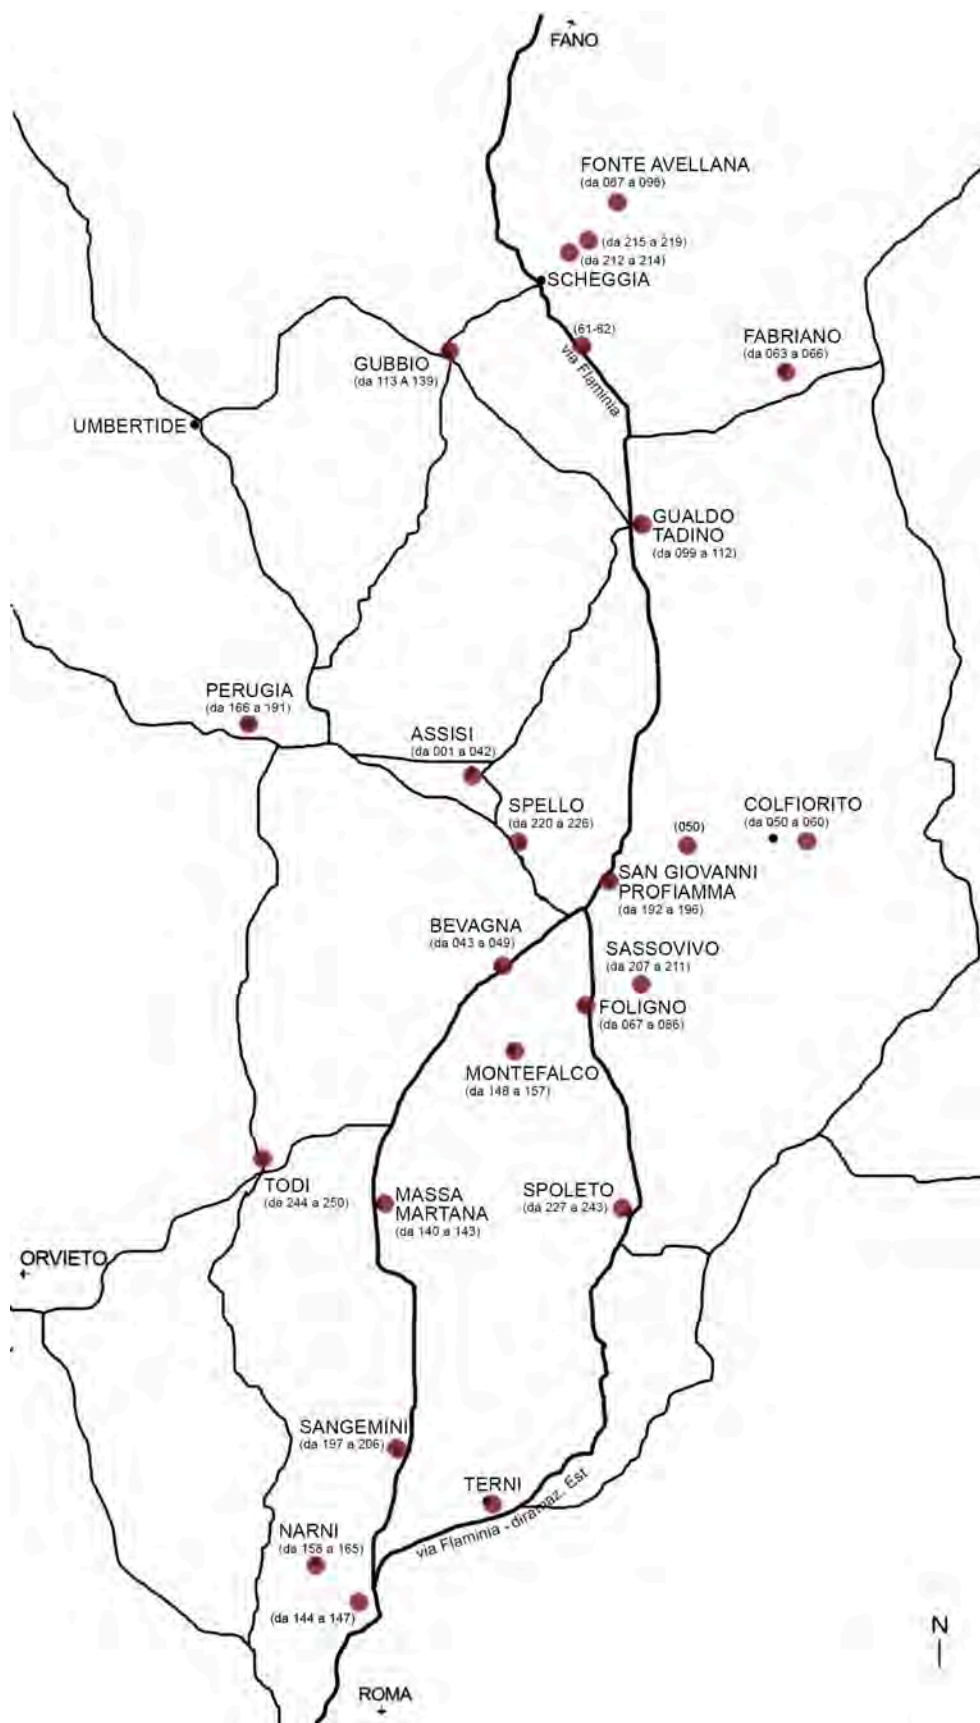 FANO
FONTE AVELLANA
(da 087 a 098)
(da 215 a 219)
(da 212 a 214)
SCHEGGIA
(61-62)
via Flaminia
FABRIANO
(da 063 a 066)
GUBBIO
(da 113 A 139)
UMBERTIDE
GUALDO
TADINO
(da 099 a 112)
PERUGIA
(da 166 a 191)
ASSISI
(da 001 a 042)
SPELLO
(da 220 a 226)
(050)
COLFIORITO
(da 050 a 060)
SAN GIOVANNI
PROFIAMMA
(da 192 a 196)
BEVAGNA
(da 043 a 049)
SASSOVIVO
(da 207 a 211)
FOLIGNO
(da 067 a 086)
MONTEFALCO
(da 148 a 157)
TODI
(da 244 a 250)
MASSA
MARTANA
(da 140 a 143)
SPOLETO
(da 227 a 243)
ORVIETO
SANGEMINI
(da 197 a 206)
TERNI
via Flaminia - diramaz. Est
NARNI
(da 158 a 165)
(da 144 a 147)
N
ROMA